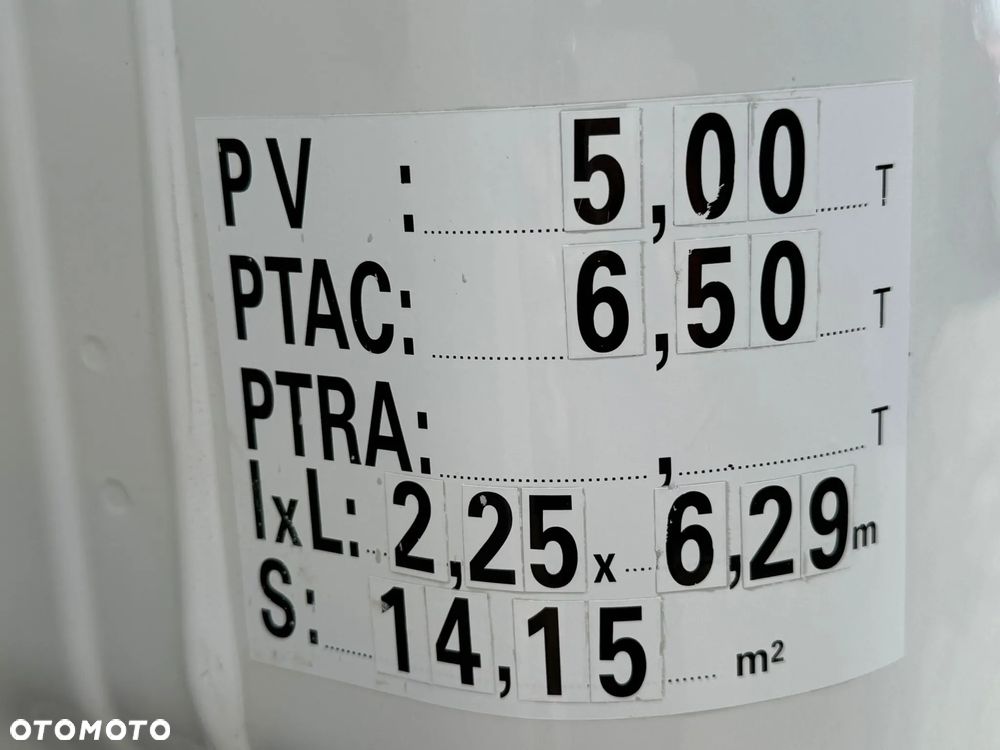 PV : 5,00 T
PTAC: 6,50 T
PTRA: , T
lxL: 2,25 x 6,29 m
S: 14,15 m²
OTOMOTO